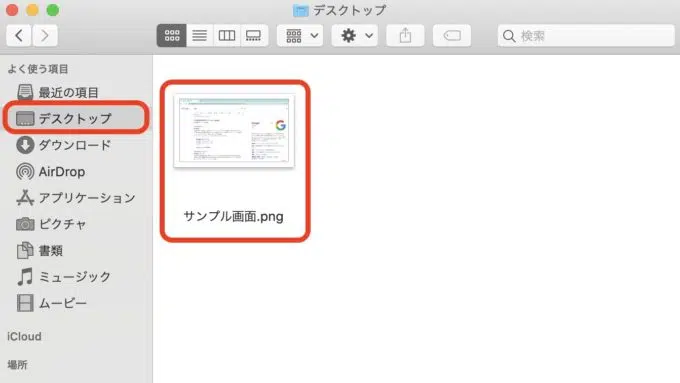 デスクトップ
検索
よく使う項目
最近の項目
デスクトップ
ダウンロード
AirDrop
アプリケーション
ピクチャ
書類
ミュージック
ムービー
iCloud
場所
サンプル画面.png